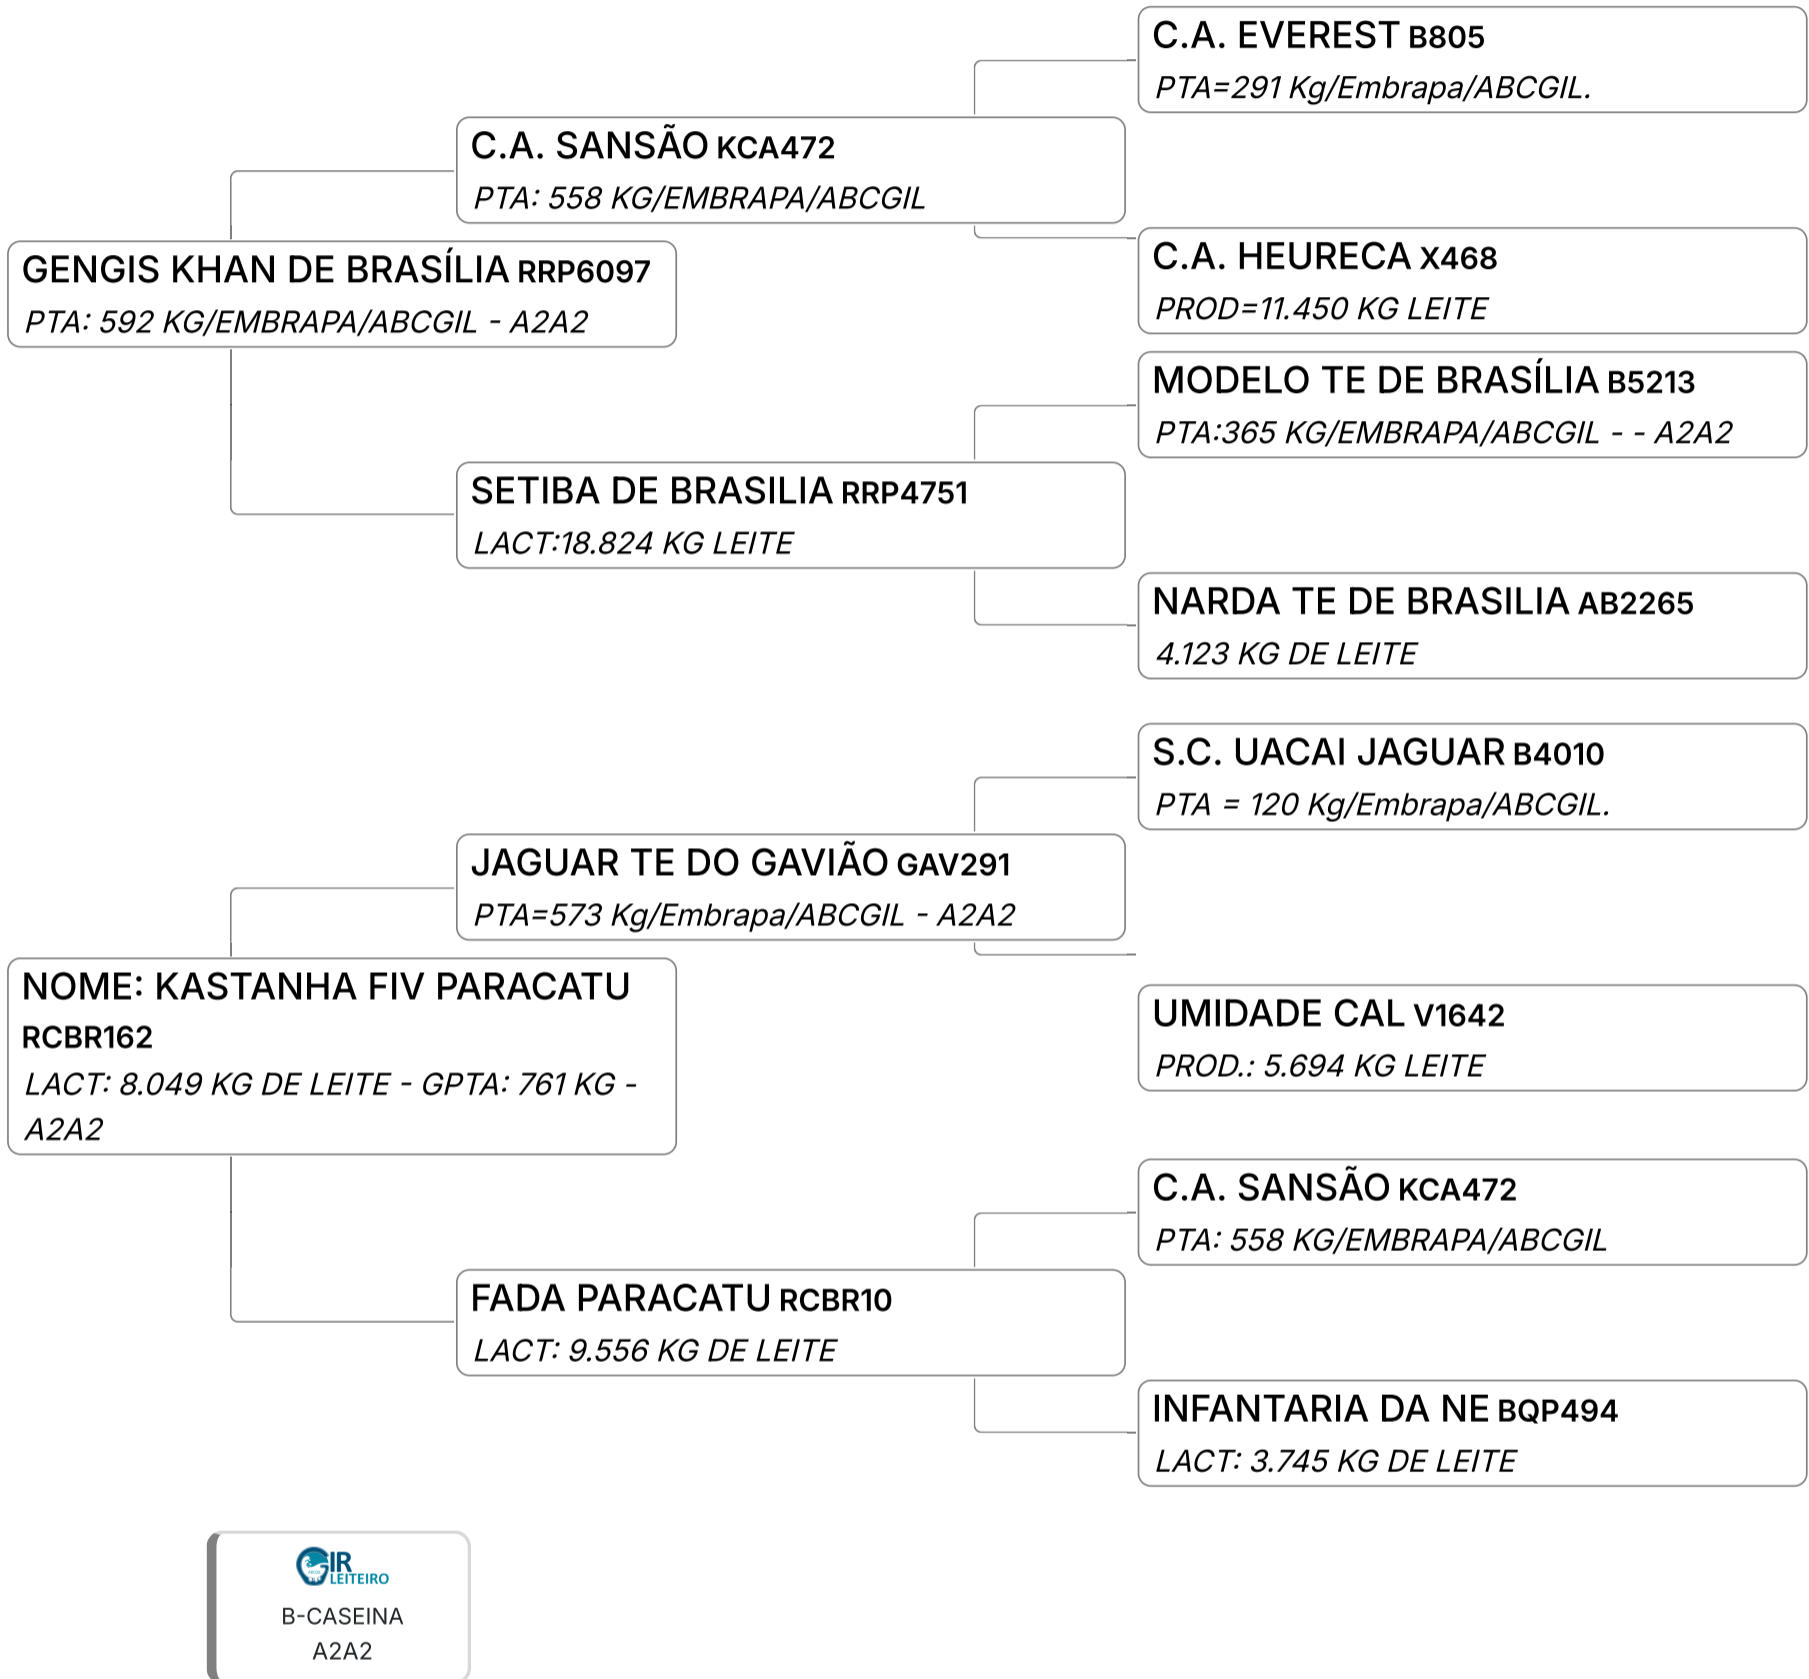 C.A. EVEREST B805
PTA=291 Kg/Embrapa/ABCGIL.
C.A. SANSÃO KCA472
PTA: 558 KG/EMBRAPA/ABCGIL
C.A. HEURECA X468
PROD=11.450 KG LEITE
GENGIS KHAN DE BRASÍLIA RRP6097
PTA: 592 KG/EMBRAPA/ABCGIL - A2A2
MODELO TE DE BRASÍLIA B5213
PTA:365 KG/EMBRAPA/ABCGIL - - A2A2
SETIBA DE BRASILIA RRP4751
LACT:18.824 KG LEITE
NARDA TE DE BRASILIA AB2265
4.123 KG DE LEITE
S.C. UACAI JAGUAR B4010
PTA = 120 Kg/Embrapa/ABCGIL.
JAGUAR TE DO GAVIÃO GAV291
PTA=573 Kg/Embrapa/ABCGIL - A2A2
NOME: KASTANHA FIV PARACATU
RCBR162
LACT: 8.049 KG DE LEITE - GPTA: 761 KG -
A2A2
UMIDADE CAL V1642
PROD.: 5.694 KG LEITE
C.A. SANSÃO KCA472
PTA: 558 KG/EMBRAPA/ABCGIL
FADA PARACATU RCBR10
LACT: 9.556 KG DE LEITE
INFANTARIA DA NE BQP494
LACT: 3.745 KG DE LEITE
GIR
LEITEIRO
B-CASEINA
A2A2